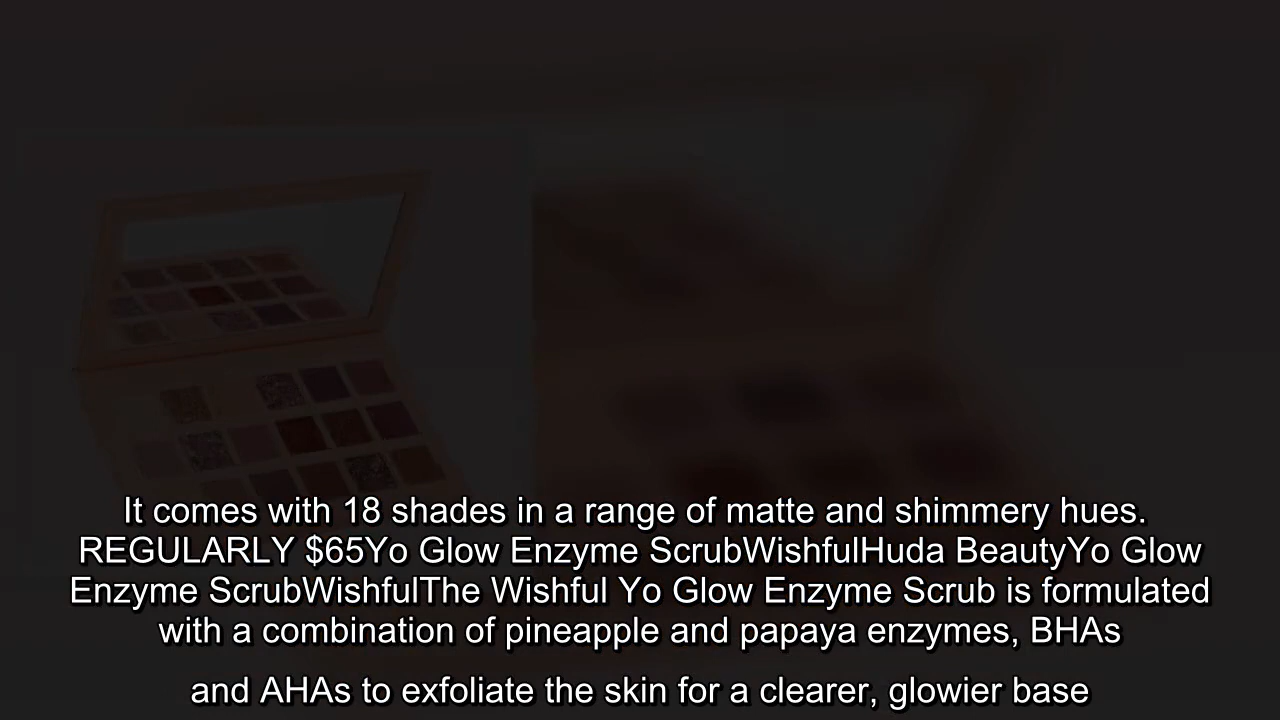 It comes with 18 shades in a range of matte and shimmery hues.
REGULARLY $65Yo Glow Enzyme ScrubWishfulHuda BeautyYo Glow
Enzyme ScrubWishfulThe Wishful Yo Glow Enzyme Scrub is formulated
with a combination of pineapple and papaya enzymes, BHAs
and AHAs to exfoliate the skin for a clearer, glowier base